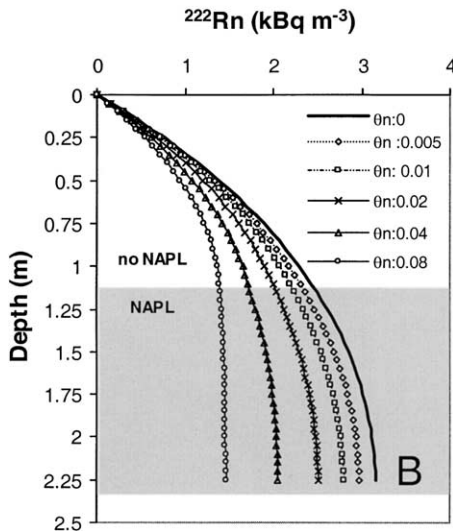 ²²²Rn (kBq m⁻³)
0 1 2 3 4
0
0.25
0.5
0.75
1
1.25
1.5
1.75
2
2.25
2.5
Depth (m)
θn:0
θn :0.005
θn: 0.01
θn:0.02
θn:0.04
θn:0.08
no NAPL
NAPL
B